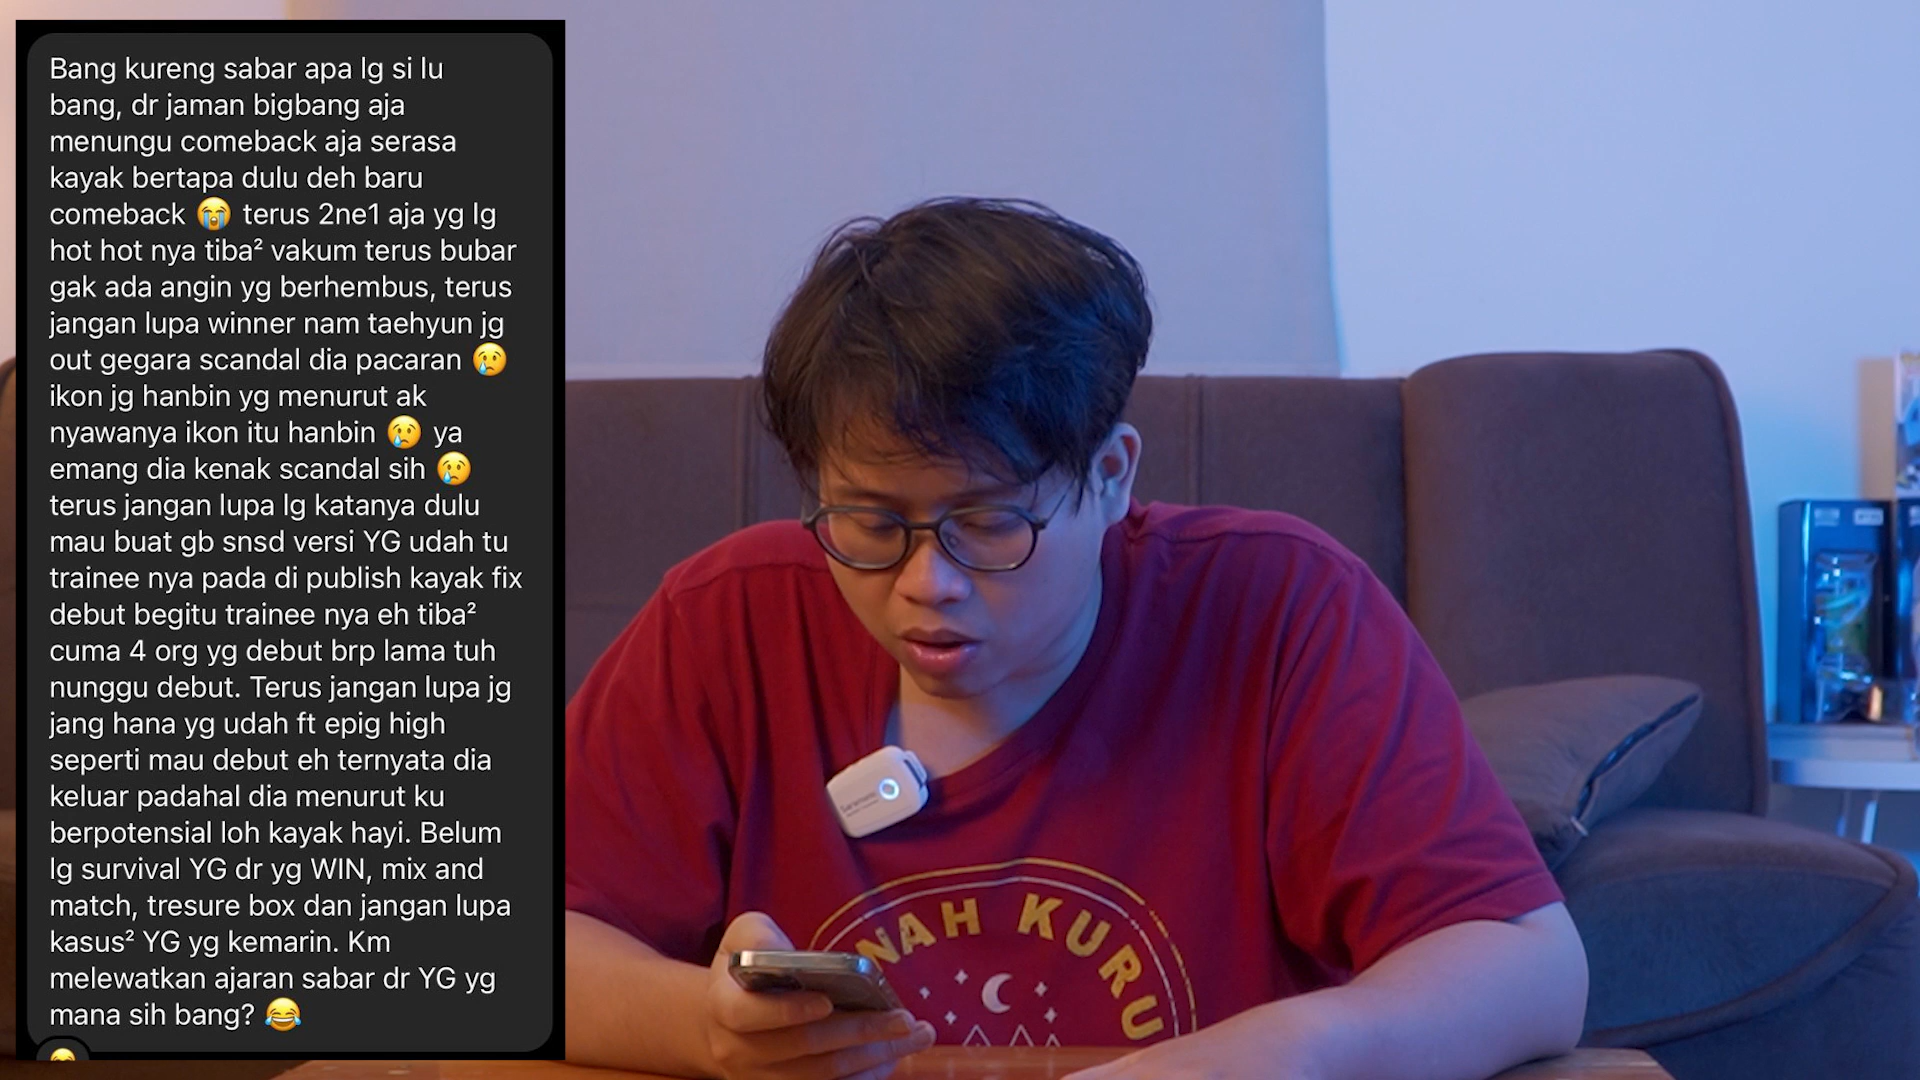 Bang kureng sabar apa lg si lu
bang, dr jaman bigbang aja
menungu comeback aja serasa
kayak bertapa dulu deh baru
comeback 😭 terus 2ne1 aja yg lg
hot hot nya tiba² vakum terus bubar
gak ada angin yg berhembus, terus
jangan lupa winner nam taehyun jg
out gegara scandal dia pacaran 😢
ikon jg hanbin yg menurut ak
nyawanya ikon itu hanbin 😢 ya
emang dia kenak scandal sih 😢
terus jangan lupa lg katanya dulu
mau buat gb snsd versi YG udah tu
trainee nya pada di publish kayak fix
debut begitu trainee nya eh tiba²
cuma 4 org yg debut brp lama tuh
nunggu debut. Terus jangan lupa jg
jang hana yg udah ft epig high
seperti mau debut eh ternyata dia
keluar padahal dia menurut ku
berpotensial loh kayak hayi. Belum
lg survival YG dr yg WIN, mix and
match, tresure box dan jangan lupa
kasus² YG yg kemarin. Km
melewatkan ajaran sabar dr YG yg
mana sih bang? 😂
NAH KURU